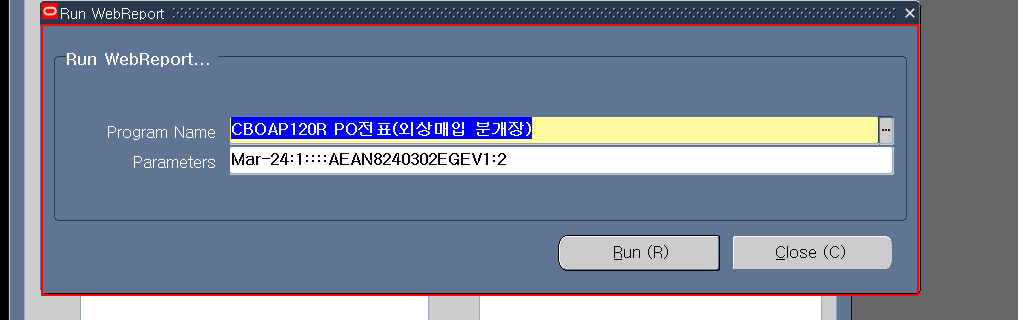 Run WebReport
Run WebReport...
Program Name CBOAP120R PO전표(외상매입 분개장) ...
Parameters Mar-24:1::::AEAN8240302EGEV1:2
Run (R) Close (C)